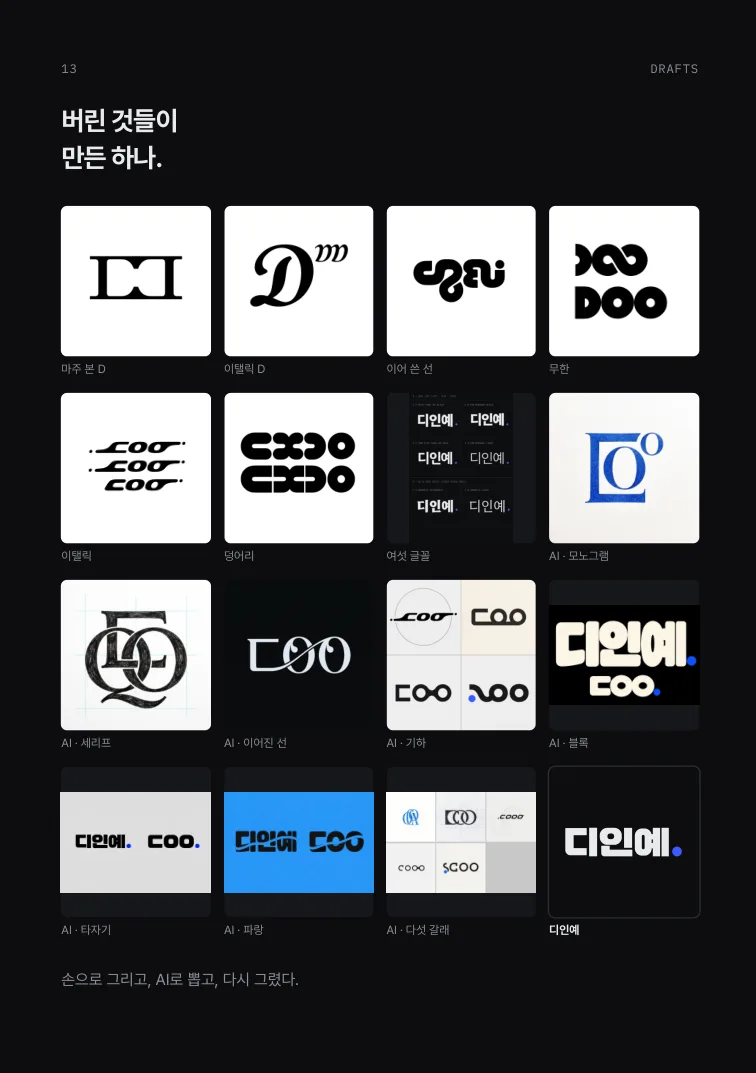 13
DRAFTS
버린 것들이
만든 하나.
마주 본 D
이탤릭 D
이어 쓴 선
무한
DOO
이탤릭
덩어리
디인예. 디인예.
디인예. 디인예.
디인예. 디인예.
여섯 글꼴
AI · 모노그램
AI · 세리프
AI · 이어진 선
AI · 기하
디인예.
COO.
AI · 블록
디인예. COO.
AI · 타자기
디인예 COO
AI · 파랑
AI · 다섯 갈래
디인예.
디인예
손으로 그리고, AI로 뽑고, 다시 그렸다.